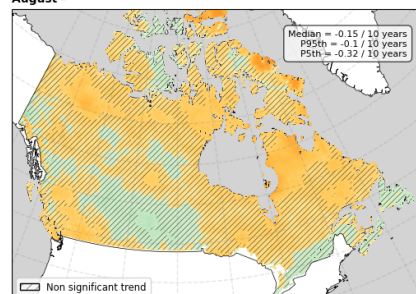 August
Median = -0.15 / 10 years
P95th = -0.1 / 10 years
P5th = -0.32 / 10 years
Non significant trend